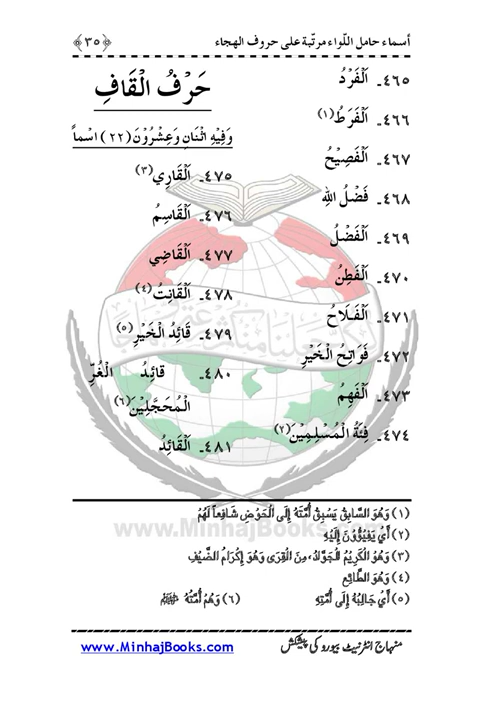 أسماء حامل اللّواء مرتّبة على حروف الهجاء ﴿٣٥﴾
٤٦٥۔ اَلْفَرْدُ
٤٦٦۔ اَلْفَرَطُ(١)
٤٦٧۔ اَلْفَصِيْحُ
٤٦٨۔ فَضْلُ اللهِ
٤٦٩۔ اَلْفَضْلُ
٤٧٠۔ اَلْفَطِنُ
٤٧١۔ اَلْفَلَاحُ
٤٧٢۔ فَوَاتِحُ الْخَيْرِ
٤٧٣۔ اَلْفَهِمُ
٤٧٤۔ فِئَةُ الْمُسْلِمِيْنَ(٢)
حَرْفُ الْقَافِ
وَفِيْهِ اثْنَانِ وَعِشْرُوْنَ (٢٢) اسْماً
٤٧٥۔ اَلْقَارِي(٣)
٤٧٦۔ اَلْقَاسِمُ
٤٧٧۔ اَلْقَاضِي
٤٧٨۔ اَلْقَانِتُ(٤)
٤٧٩۔ قَائِدُ الْخَيْرِ(٥)
٤٨٠۔ قائِدُ الْغُرِّ
الْمُحَجَّلِيْنَ(٦)
٤٨١۔ اَلْقَائِدُ
(١) وَهُوَ السَّابِقُ يَسْبِقُ أُمَّتَهُ إِلَى الْحَوْضِ شَافِعاً لَهُمْ
(٢) أَيْ يَفِيْؤُوْنَ إِلَيْهِ
(٣) وَهُوَ الْكَرِيْمُ الْجَوَّادُ، مِنَ الْقِرَى وَهُوَ إِكْرَامُ الضَّيْفِ
(٤) وَهُوَ الطَّائِع
(٥) أَيْ جَالِبُهُ إِلَى أُمَّتِهِ (٦) وَهُمْ أُمَّتُهُ ﷺ
www.MinhajBooks.com
منہاج انٹرنیٹ بیورو کی پیشکش
www.MinhajBooks.com